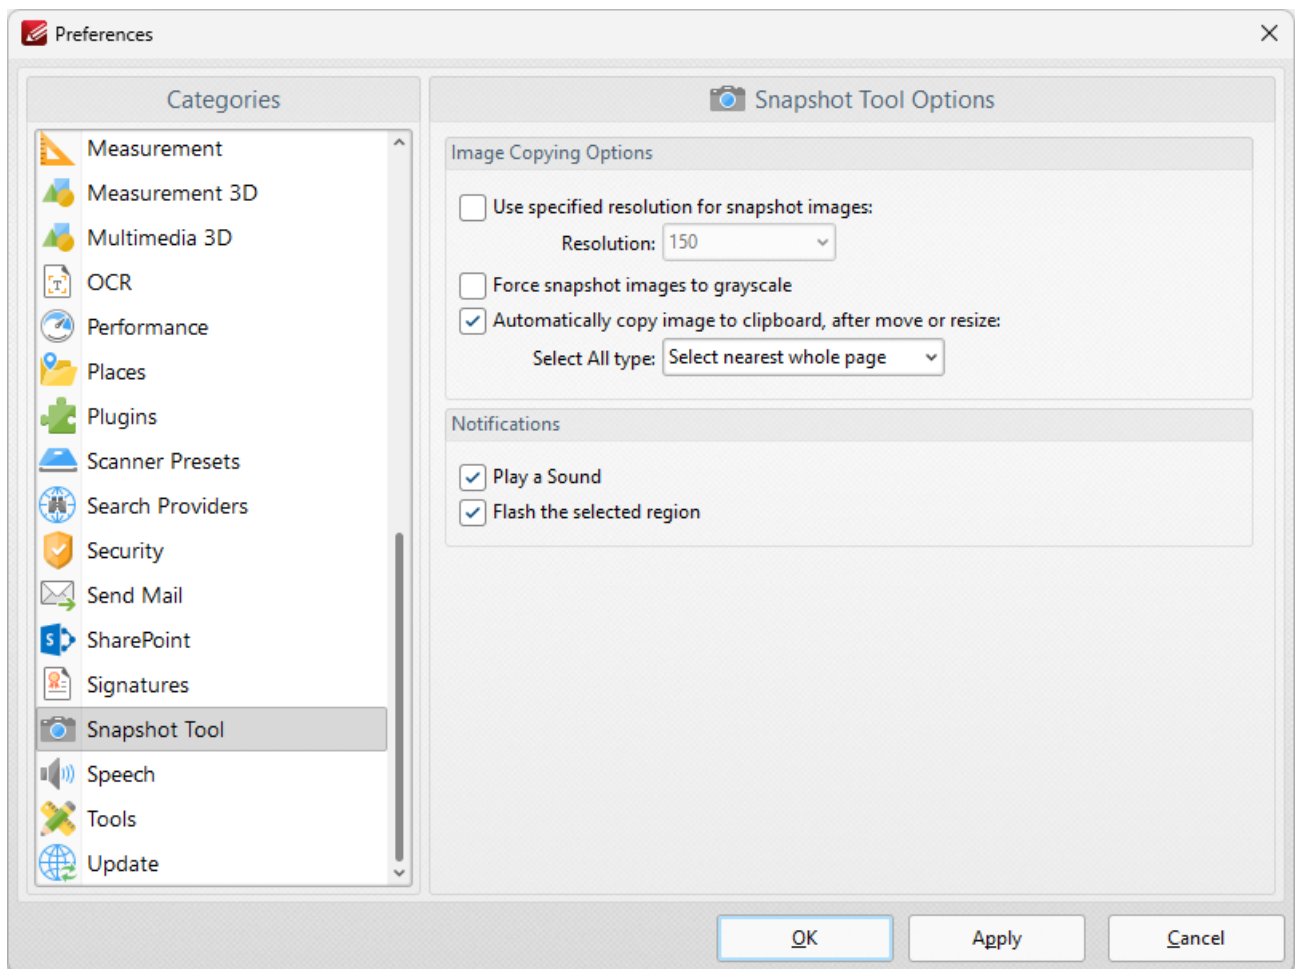 Preferences
Categories
Measurement
Measurement 3D
Multimedia 3D
OCR
Performance
Places
Plugins
Scanner Presets
Search Providers
Security
Send Mail
SharePoint
Signatures
Snapshot Tool
Speech
Tools
Update
Snapshot Tool Options
Image Copying Options
Use specified resolution for snapshot images:
Resolution: 150
Force snapshot images to grayscale
Automatically copy image to clipboard, after move or resize:
Select All type: Select nearest whole page
Notifications
Play a Sound
Flash the selected region
OK Apply Cancel